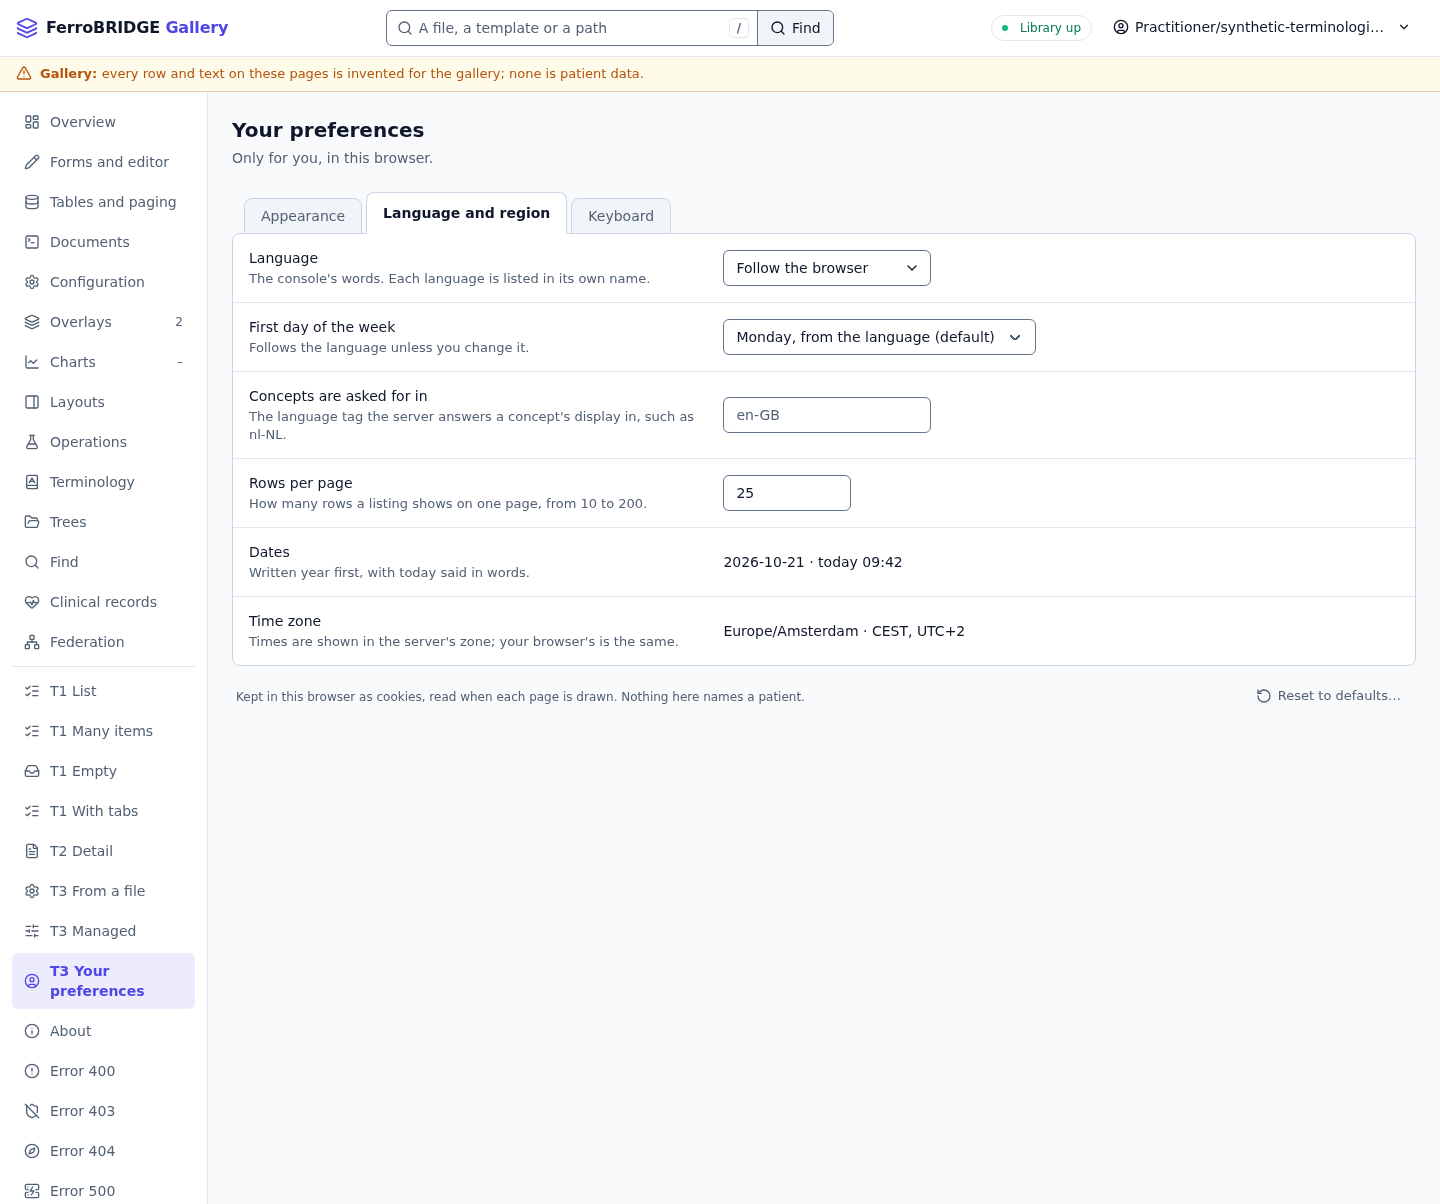 FerroBRIDGE Gallery
A file, a template or a path
/
Find
Library up
Practitioner/synthetic-terminologi...
Gallery: every row and text on these pages is invented for the gallery; none is patient data.
Overview
Forms and editor
Tables and paging
Documents
Configuration
Overlays 2
Charts –
Layouts
Operations
Terminology
Trees
Find
Clinical records
Federation
T1 List
T1 Many items
T1 Empty
T1 With tabs
T2 Detail
T3 From a file
T3 Managed
T3 Your
preferences
About
Error 400
Error 403
Error 404
Error 500
Your preferences
Only for you, in this browser.
Appearance
Language and region
Keyboard
Language
The console's words. Each language is listed in its own name.
Follow the browser
First day of the week
Follows the language unless you change it.
Monday, from the language (default)
Concepts are asked for in
The language tag the server answers a concept's display in, such as
nl-NL.
en-GB
Rows per page
How many rows a listing shows on one page, from 10 to 200.
25
Dates
Written year first, with today said in words.
2026-10-21 · today 09:42
Time zone
Times are shown in the server's zone; your browser's is the same.
Europe/Amsterdam · CEST, UTC+2
Kept in this browser as cookies, read when each page is drawn. Nothing here names a patient.
Reset to defaults...